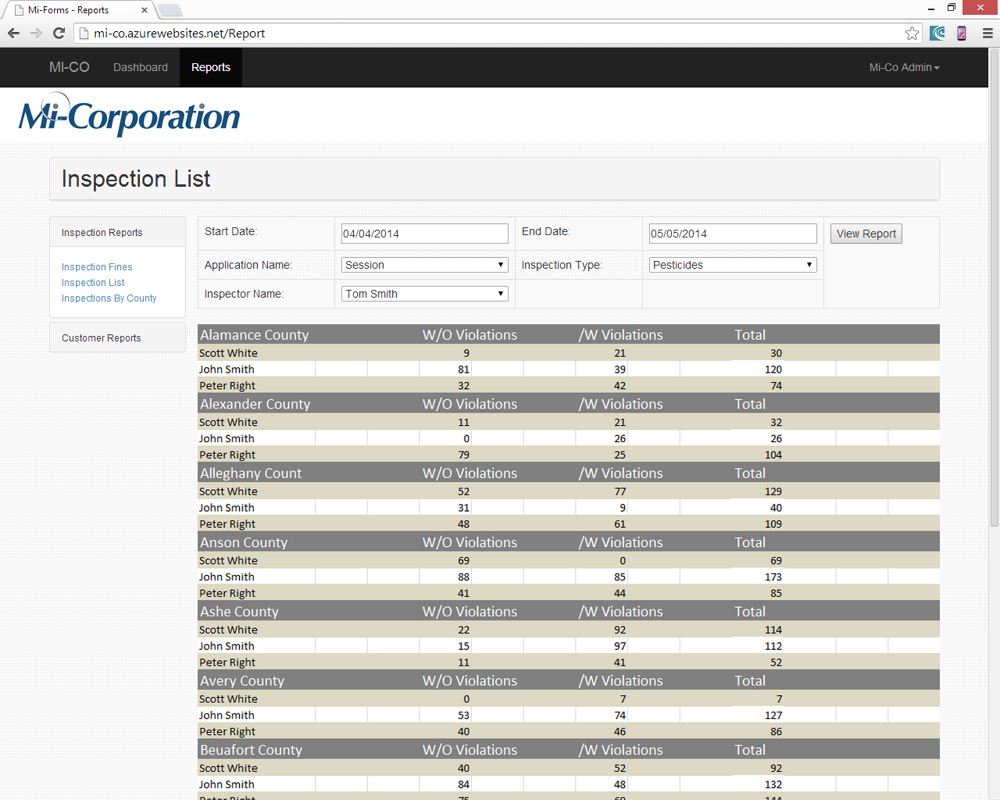 Mi-Forms - Reports
mi-co.azurewebsites.net/Report
MI-CO Dashboard Reports Mi-Co Admin
Mi-Corporation
Inspection List
Inspection Reports
Inspection Fines
Inspection List
Inspections By County
Customer Reports
Start Date: 04/04/2014 End Date: 05/05/2014 View Report
Application Name: Session Inspection Type: Pesticides
Inspector Name: Tom Smith
Alamance County W/O Violations /W Violations Total
Scott White 9 21 30
John Smith 81 39 120
Peter Right 32 42 74
Alexander County W/O Violations /W Violations Total
Scott White 11 21 32
John Smith 0 26 26
Peter Right 79 25 104
Alleghany Count W/O Violations /W Violations Total
Scott White 52 77 129
John Smith 31 9 40
Peter Right 48 61 109
Anson County W/O Violations /W Violations Total
Scott White 69 0 69
John Smith 88 85 173
Peter Right 41 44 85
Ashe County W/O Violations /W Violations Total
Scott White 22 92 114
John Smith 15 97 112
Peter Right 11 41 52
Avery County W/O Violations /W Violations Total
Scott White 0 7 7
John Smith 53 74 127
Peter Right 40 46 86
Beuafort County W/O Violations /W Violations Total
Scott White 40 52 92
John Smith 84 48 132
Peter Right